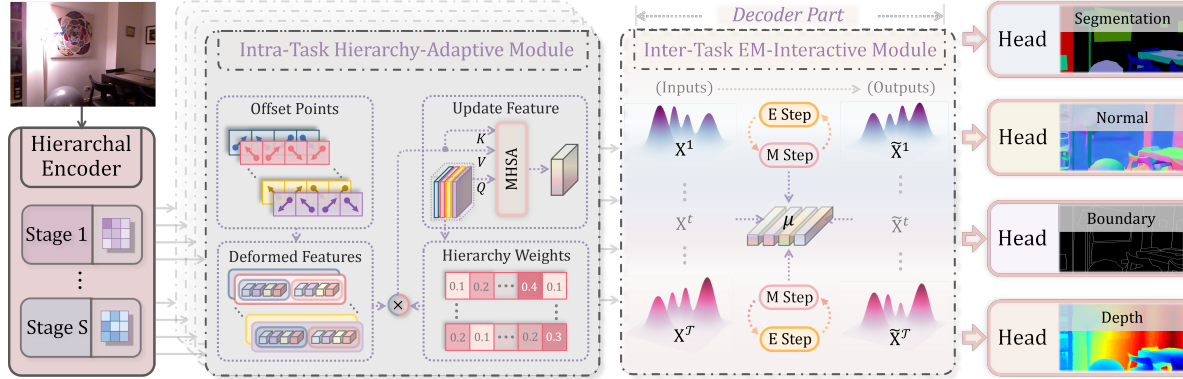 Hierarchal
Encoder
Stage 1
⋮
Stage S
Intra-Task Hierarchy-Adaptive Module
Offset Points
Deformed Features
Update Feature
K
V
Q
MHSA
×
Hierarchy Weights
0.1 0.2 ··· 0.4 0.1
0.2 0.1 ··· 0.2 0.3
Decoder Part
Inter-Task EM-Interactive Module
(Inputs) (Outputs)
E Step
M Step
X¹ X̃¹
Xᵗ μ X̃ᵗ
M Step
E Step
X^𝒯 X̃^𝒯
Head Segmentation
Head Normal
Head Boundary
Head Depth